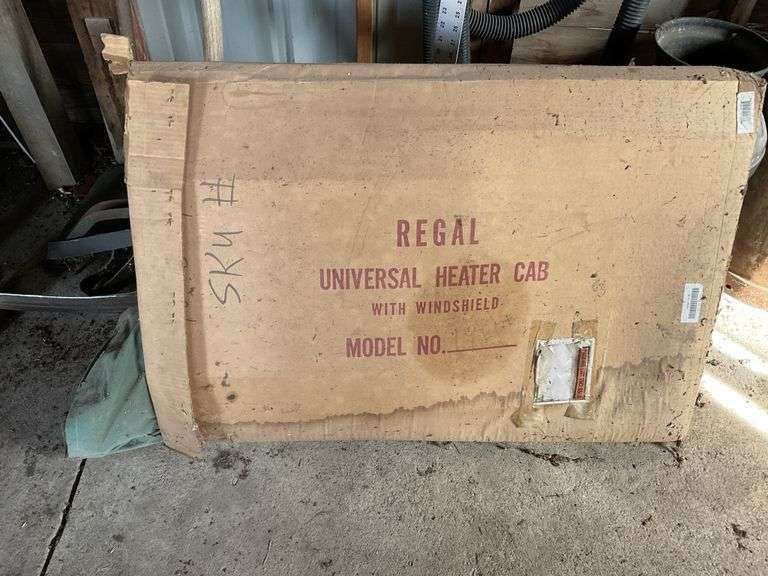 REGAL
UNIVERSAL HEATER CAB
WITH WINDSHIELD
MODEL NO.
SKU #